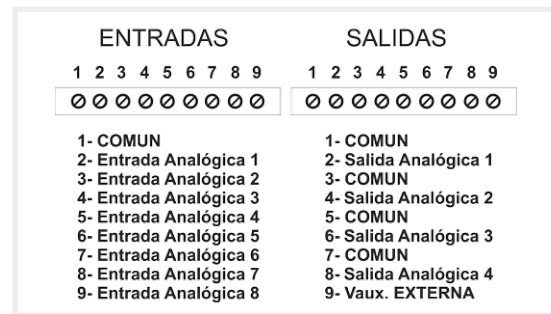 ENTRADAS
1 2 3 4 5 6 7 8 9
1- COMUN
2- Entrada Analógica 1
3- Entrada Analógica 2
4- Entrada Analógica 3
5- Entrada Analógica 4
6- Entrada Analógica 5
7- Entrada Analógica 6
8- Entrada Analógica 7
9- Entrada Analógica 8
SALIDAS
1 2 3 4 5 6 7 8 9
1- COMUN
2- Salida Analógica 1
3- COMUN
4- Salida Analógica 2
5- COMUN
6- Salida Analógica 3
7- COMUN
8- Salida Analógica 4
9- Vaux. EXTERNA